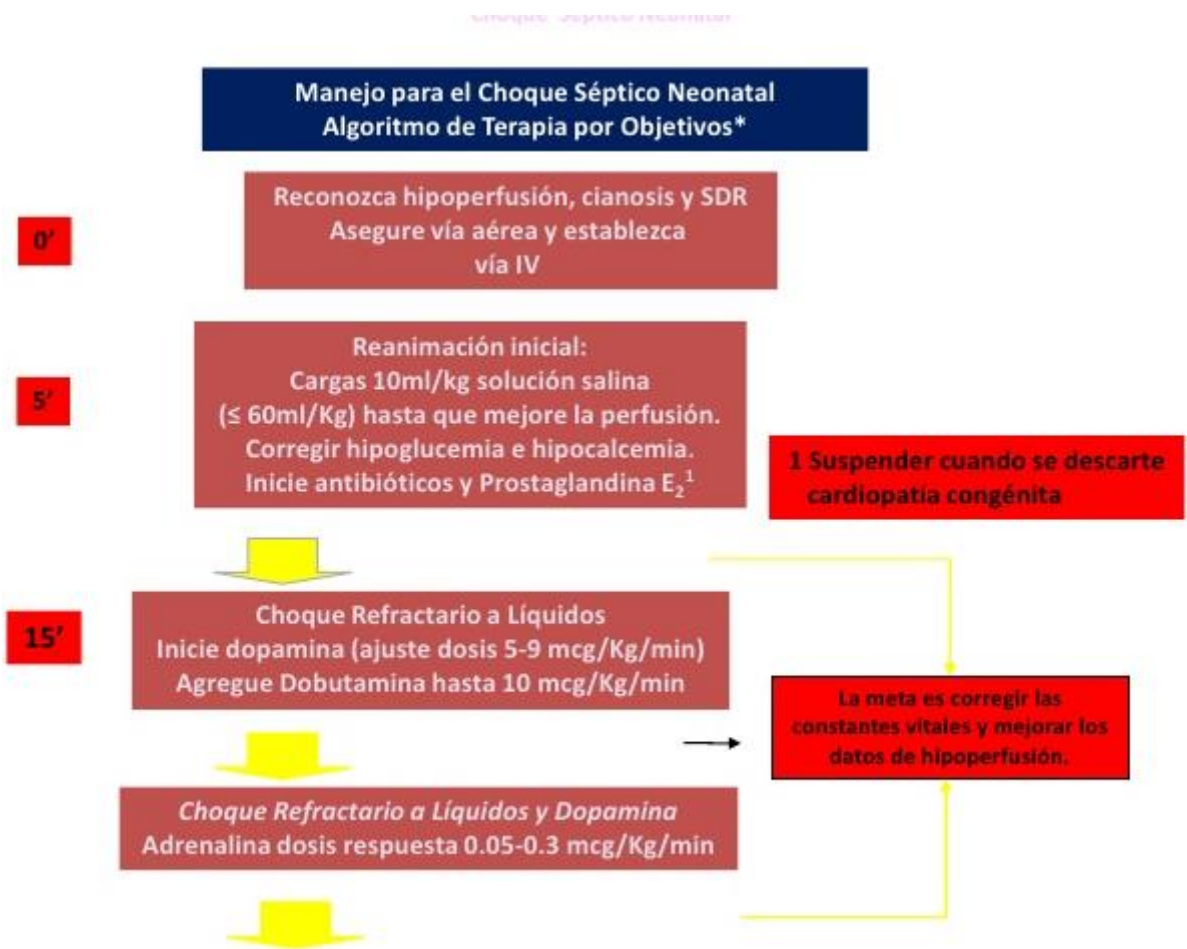 Choque Séptico Neonatal
Manejo para el Choque Séptico Neonatal
Algoritmo de Terapia por Objetivos*
0'
Reconozca hipoperfusión, cianosis y SDR
Asegure vía aérea y establezca
vía IV
5'
Reanimación inicial:
Cargas 10ml/kg solución salina
(≤ 60ml/Kg) hasta que mejore la perfusión.
Corregir hipoglucemia e hipocalcemia.
Inicie antibióticos y Prostaglandina E₂¹
1 Suspender cuando se descarte
cardiopatía congénita
15'
Choque Refractario a Líquidos
Inicie dopamina (ajuste dosis 5-9 mcg/Kg/min)
Agregue Dobutamina hasta 10 mcg/Kg/min
La meta es corregir las
constantes vitales y mejorar los
datos de hipoperfusión.
Choque Refractario a Líquidos y Dopamina
Adrenalina dosis respuesta 0.05-0.3 mcg/Kg/min